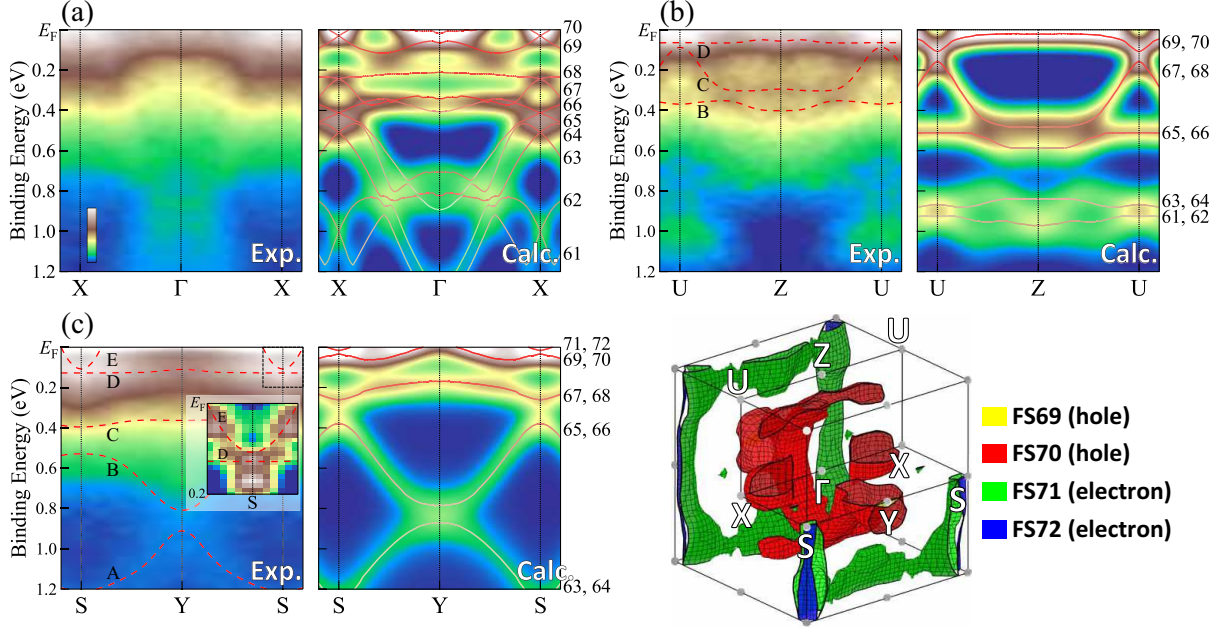 (a)
E_F
0.2
0.4
0.6
0.8
1.0
1.2
Binding Energy (eV)
Exp.
X Γ X
Calc.
X Γ X
70
69
68
67
66
65
64
63
62
61
(b)
E_F
0.2
0.4
0.6
0.8
1.0
1.2
Binding Energy (eV)
D
C
B
Exp.
U Z U
Calc.
U Z U
69, 70
67, 68
65, 66
63, 64
61, 62
(c)
E_F
0.2
0.4
0.6
0.8
1.0
1.2
Binding Energy (eV)
E
D
C
B
A
E_F
E
D
0.2
S
Exp.
S Y S
Calc.
S Y S
71, 72
69, 70
67, 68
65, 66
63, 64
U
Z
U
X
Γ
X
S
Y
S
FS69 (hole)
FS70 (hole)
FS71 (electron)
FS72 (electron)